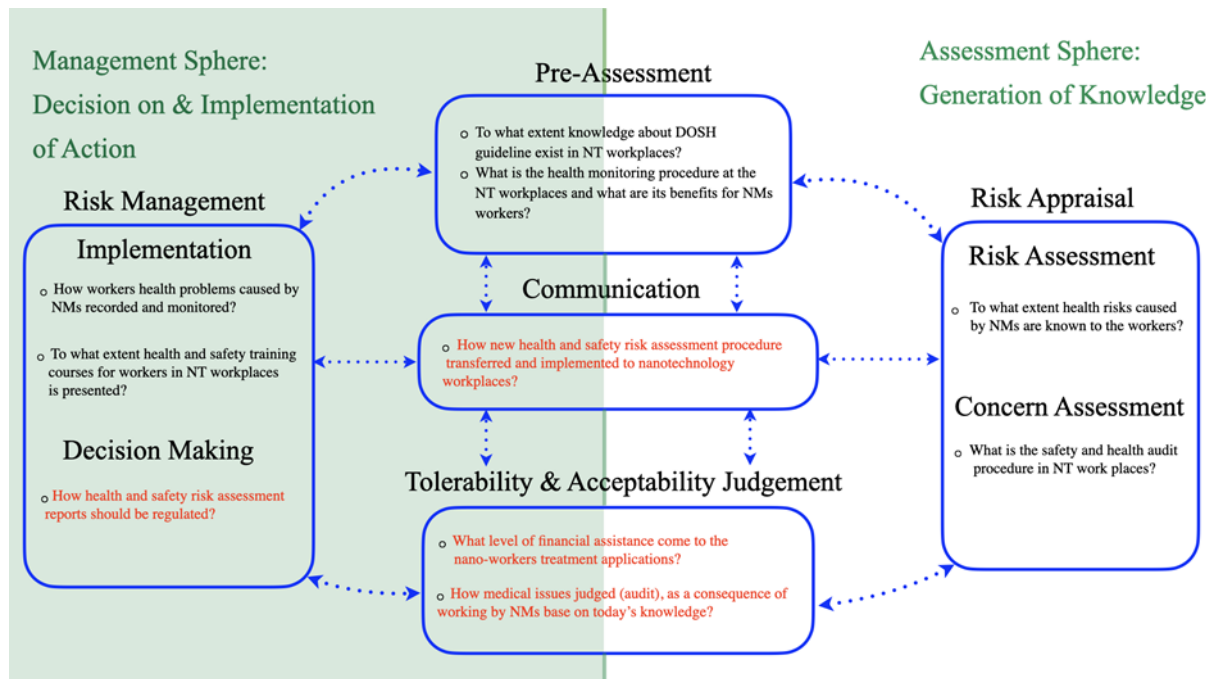 Management Sphere:
Decision on & Implementation
of Action
Assessment Sphere:
Generation of Knowledge
Pre-Assessment
To what extent knowledge about DOSH
guideline exist in NT workplaces?
What is the health monitoring procedure at the
NT workplaces and what are its benefits for NMs
workers?
Risk Management
Implementation
How workers health problems caused by
NMs recorded and monitored?
To what extent health and safety training
courses for workers in NT workplaces
is presented?
Decision Making
How health and safety risk assessment
reports should be regulated?
Communication
How new health and safety risk assessment procedure
transferred and implemented to nanotechnology
workplaces?
Tolerability & Acceptability Judgement
What level of financial assistance come to the
nano-workers treatment applications?
How medical issues judged (audit), as a consequence of
working by NMs base on today's knowledge?
Risk Appraisal
Risk Assessment
To what extent health risks caused
by NMs are known to the workers?
Concern Assessment
What is the safety and health audit
procedure in NT work places?